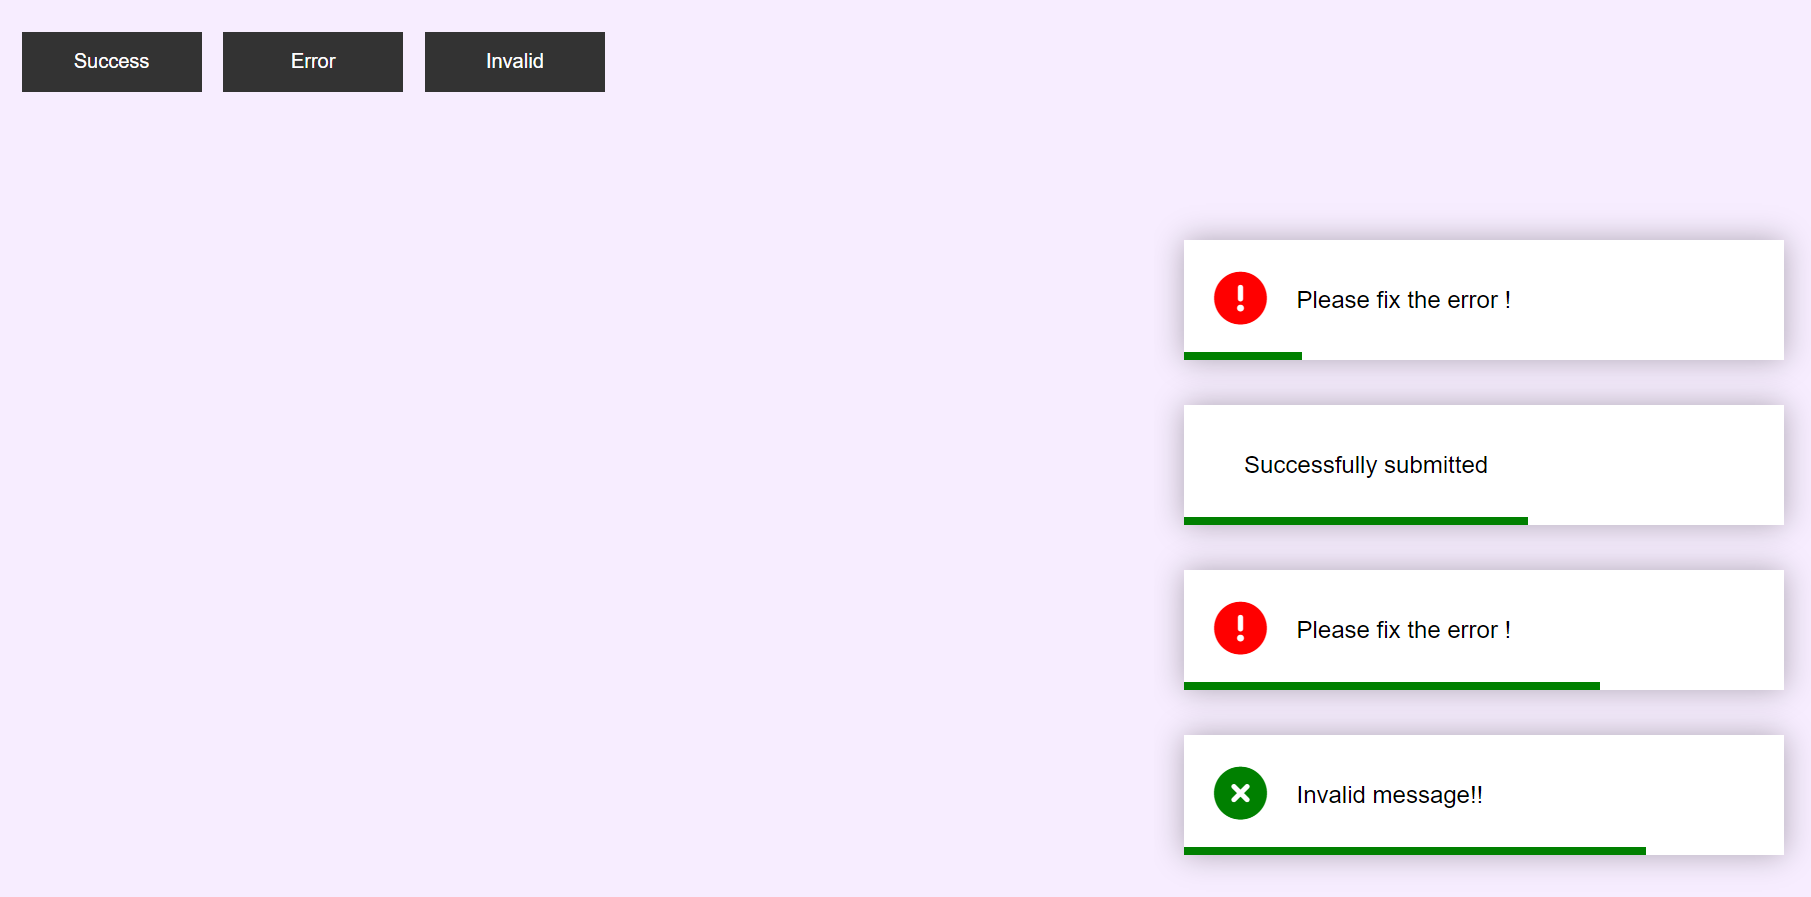 Success
Error
Invalid
Please fix the error !
Successfully submitted
Please fix the error !
Invalid message!!